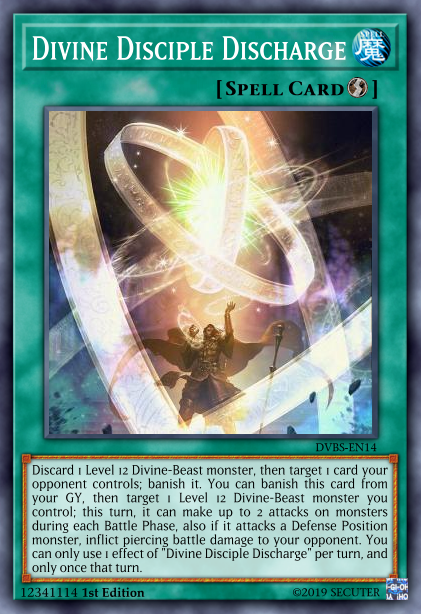 DIVINE DISCIPLE DISCHARGE 魔
[SPELL CARD]
DVBS-EN14
Discard 1 Level 12 Divine-Beast monster, then target 1 card your
opponent controls; banish it. You can banish this card from
your GY, then target 1 Level 12 Divine-Beast monster you
control; this turn, it can make up to 2 attacks on monsters
during each Battle Phase, also if it attacks a Defense Position
monster, inflict piercing battle damage to your opponent. You can
only use 1 effect of "Divine Disciple Discharge" per turn, and
only once that turn.
12341114 1st Edition ©2019 SECUTER